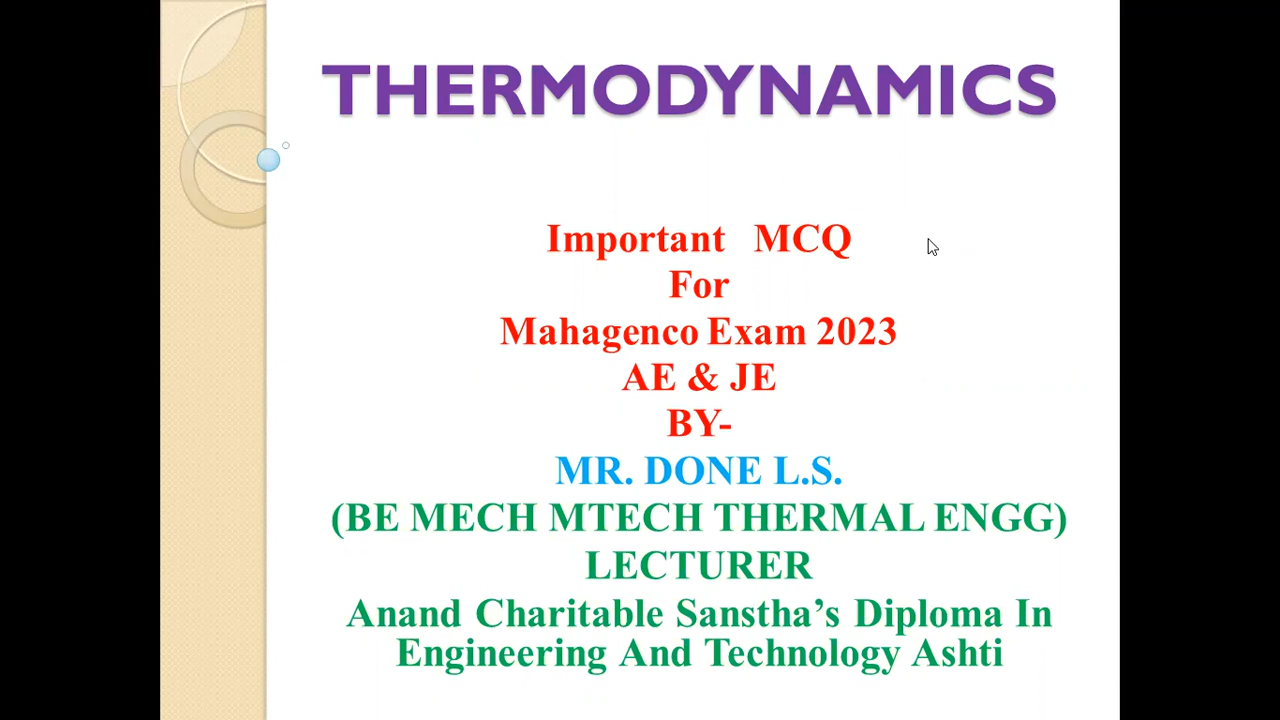 THERMODYNAMICS
Important MCQ
For
Mahagenco Exam 2023
AE & JE
BY-
MR. DONE L.S.
(BE MECH MTECH THERMAL ENGG)
LECTURER
Anand Charitable Sanstha’s Diploma In
Engineering And Technology Ashti